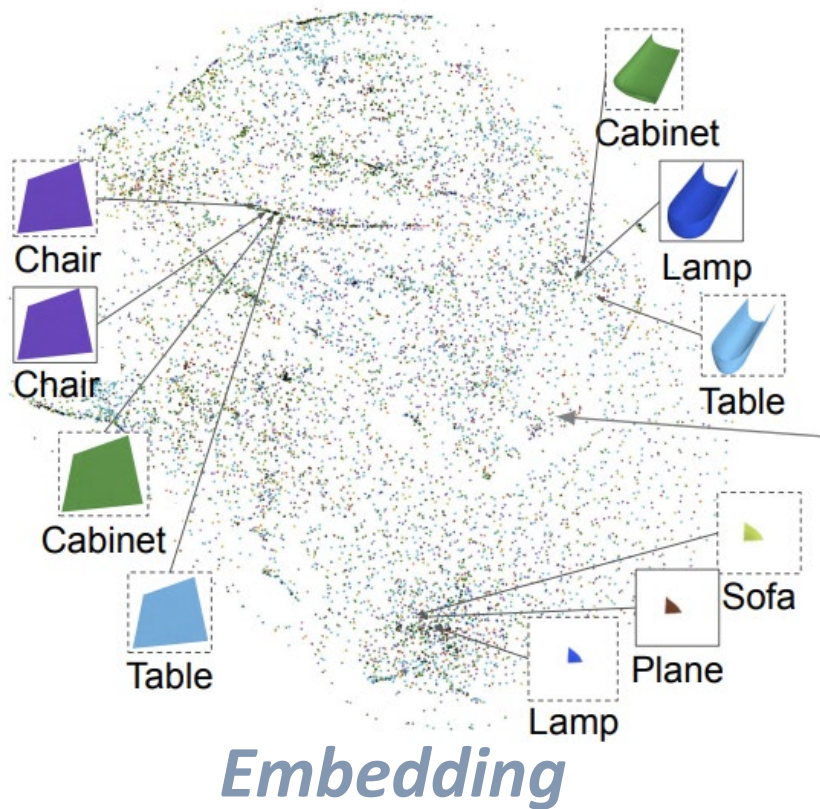 Cabinet
Chair
Lamp
Chair
Table
Cabinet
Sofa
Table
Plane
Lamp
Embedding